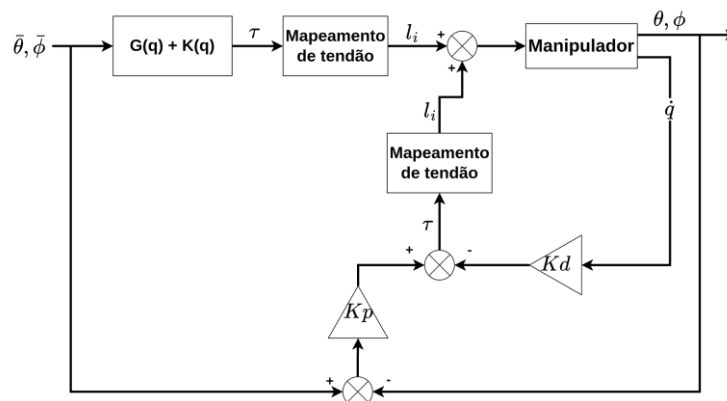 θ̄, ϕ̄
G(q) + K(q)
τ
Mapeamento
de tendão
l_i
+
+
Manipulador
θ, ϕ
q̇
l_i
Mapeamento
de tendão
τ
+
-
Kd
Kp
+
-